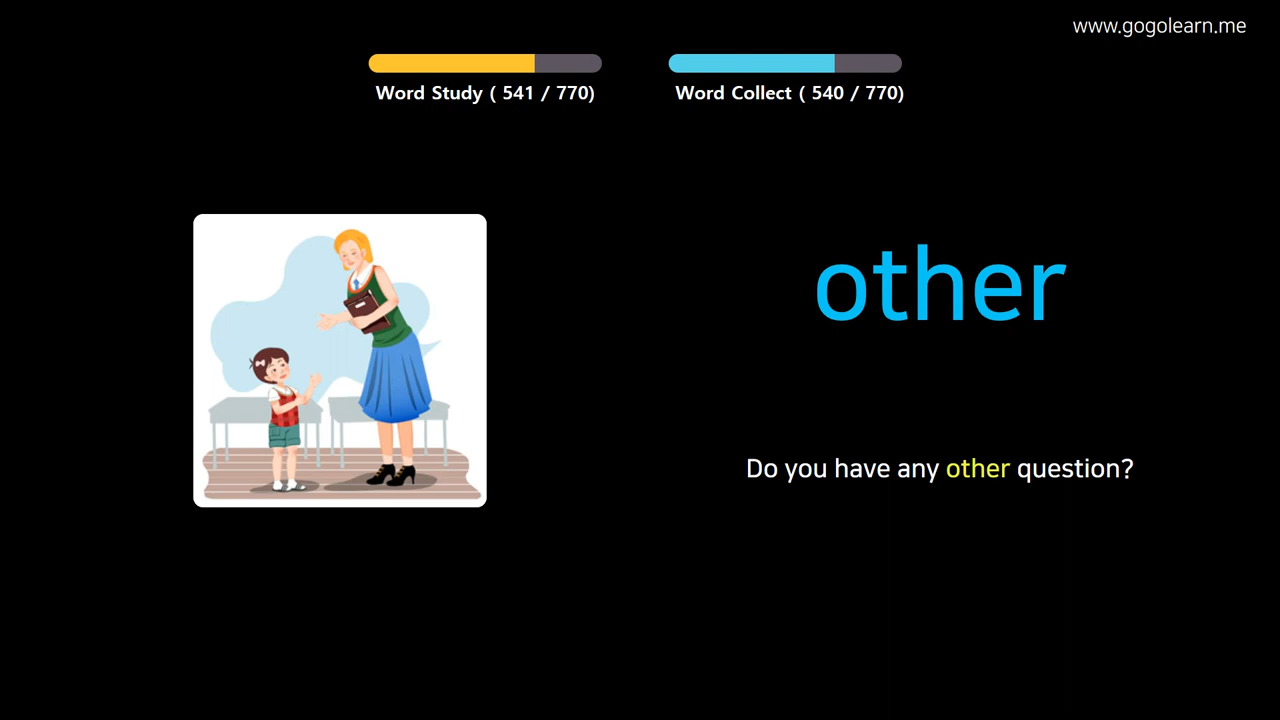 www.gogolearn.me
Word Study ( 541 / 770)
Word Collect ( 540 / 770)
other
Do you have any other question?